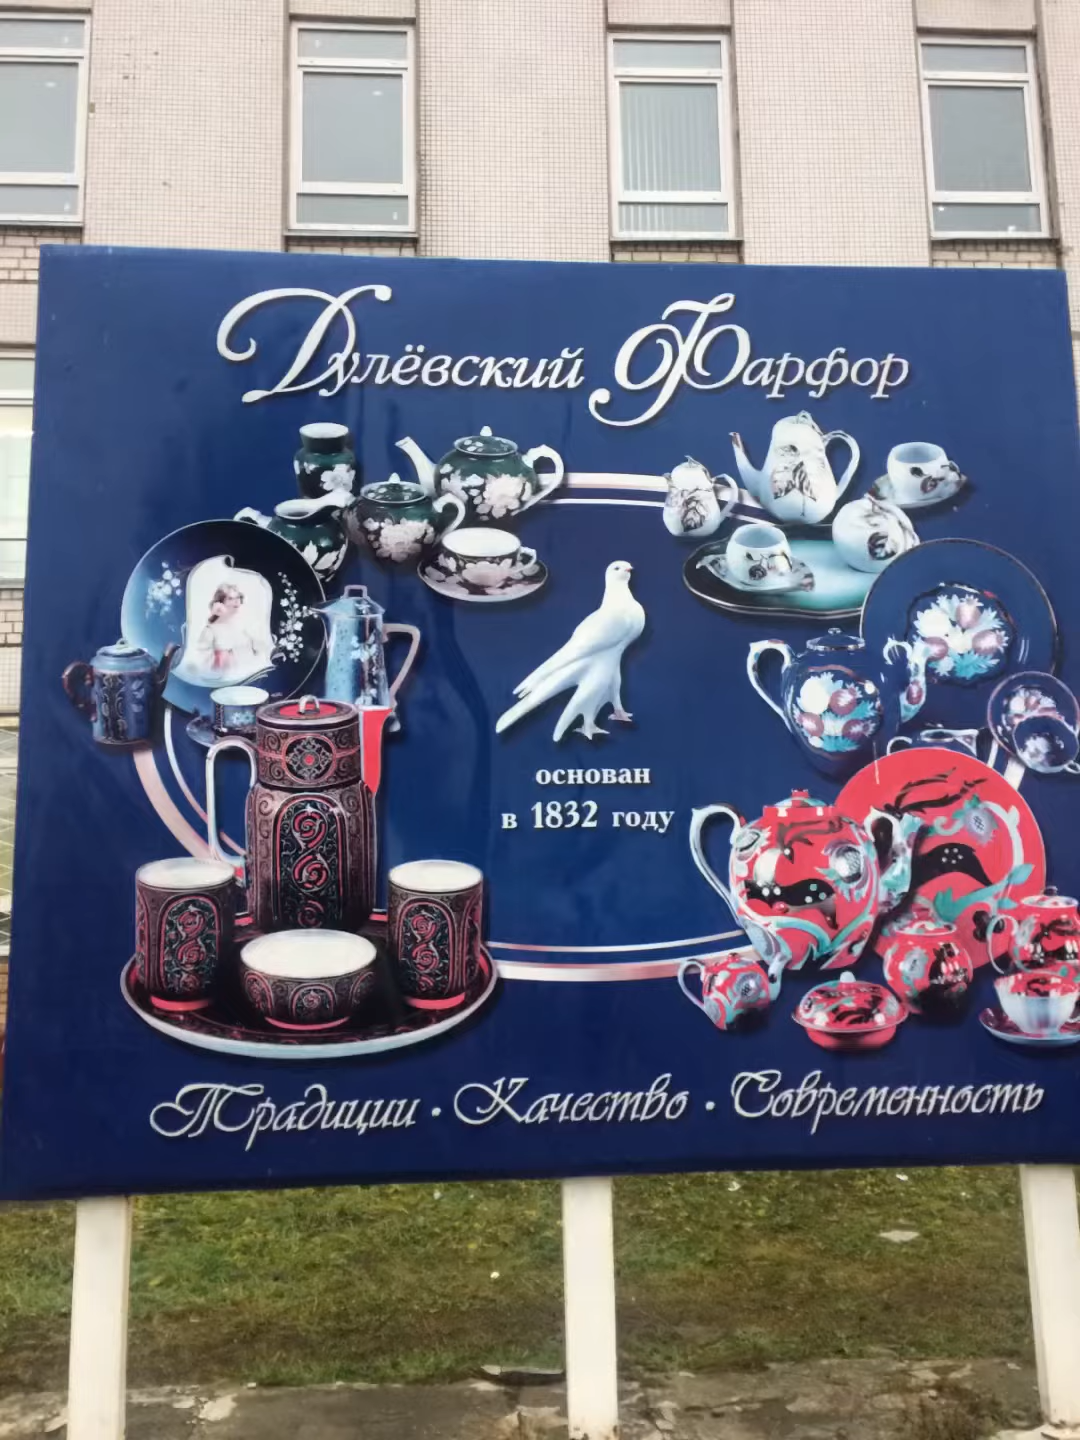 Дулёвский Фарфор
основан
в 1832 году
Традиции · Качество · Современность